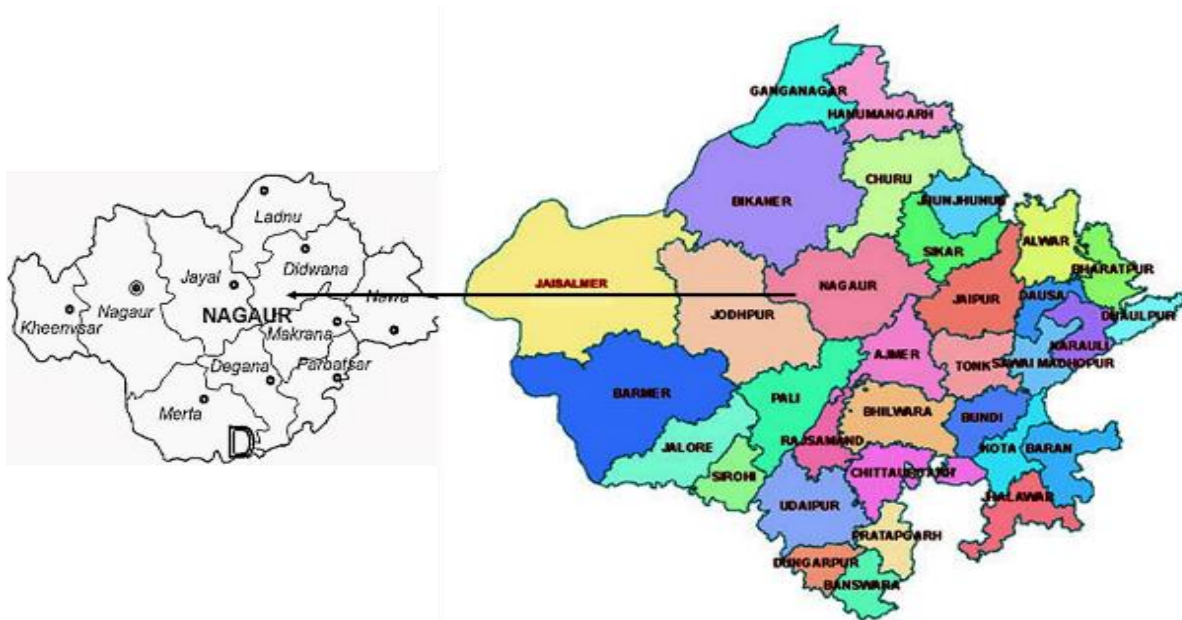 Ladnu
Didwana
Jayal
Nagaur
Nawa
Kheenvsar
NAGAUR
Makrana
Degana
Parbatsar
Merta
D
GANGANAGAR
HANUMANGARH
CHURU
BIKANER
JHUNJHUNUN
SIKAR
ALWAR
BHARATPUR
JAISALMER
NAGAUR
JAIPUR
DAUSA
DHAULPUR
JODHPUR
KARAULI
AJMER
TONK
SAWAI MADHOPUR
BARMER
PALI
BHILWARA
BUNDI
RAJSAMAND
JALORE
KOTA
BARAN
SIROHI
CHITTAURGARH
JHALAWAR
UDAIPUR
PRATAPGARH
DUNGARPUR
BANSWARA